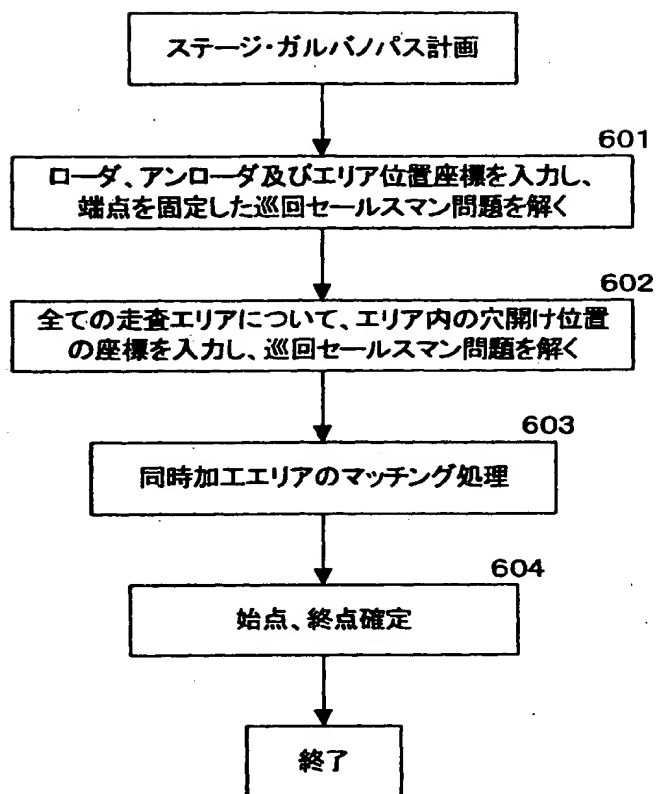 ステージ・ガルバノパス計画
601
ローダ、アンローダ及びエリア位置座標を入力し、
端点を固定した巡回セールスマン問題を解く
602
全ての走査エリアについて、エリア内の穴開け位置
の座標を入力し、巡回セールスマン問題を解く
603
同時加工エリアのマッチング処理
604
始点、終点確定
終了